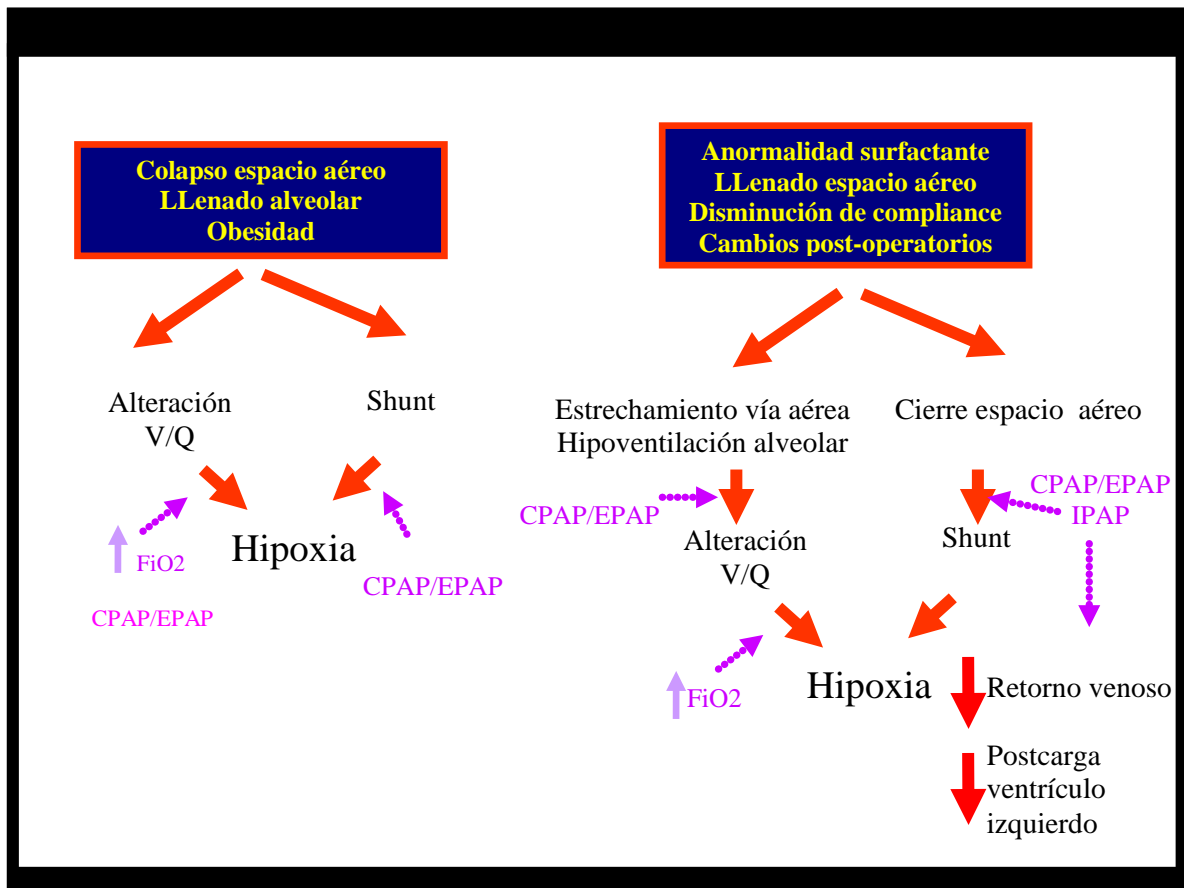 Colapso espacio aéreo
LLenado alveolar
Obesidad
Alteración
V/Q
Shunt
Hipoxia
FiO2
CPAP/EPAP
CPAP/EPAP
Anormalidad surfactante
LLenado espacio aéreo
Disminución de compliance
Cambios post-operatorios
Estrechamiento vía aérea
Hipoventilación alveolar
Cierre espacio aéreo
CPAP/EPAP
CPAP/EPAP
IPAP
Alteración
V/Q
Shunt
FiO2
Hipoxia
Retorno venoso
Postcarga
ventrículo
izquierdo